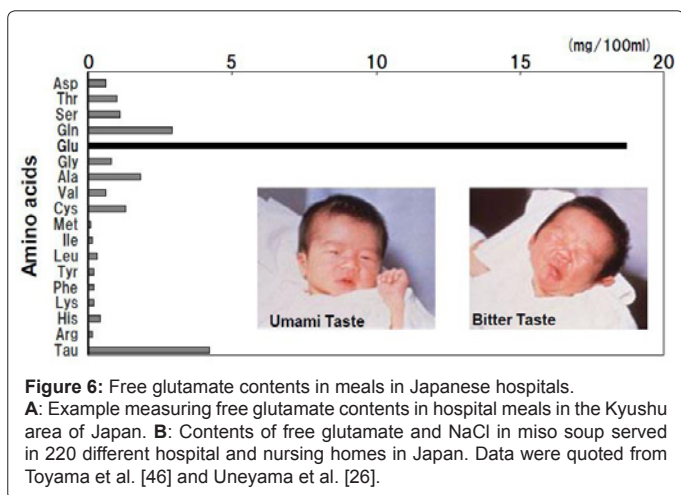 (mg/100ml)
0 5 10 15 20
Amino acids
Asp
Thr
Ser
Gln
Glu
Gly
Ala
Val
Cys
Met
Ile
Leu
Tyr
Phe
Lys
His
Arg
Tau
Umami Taste
Bitter Taste
Figure 6: Free glutamate contents in meals in Japanese hospitals.
A: Example measuring free glutamate contents in hospital meals in the Kyushu
area of Japan. B: Contents of free glutamate and NaCl in miso soup served
in 220 different hospital and nursing homes in Japan. Data were quoted from
Toyama et al. [46] and Uneyama et al. [26].